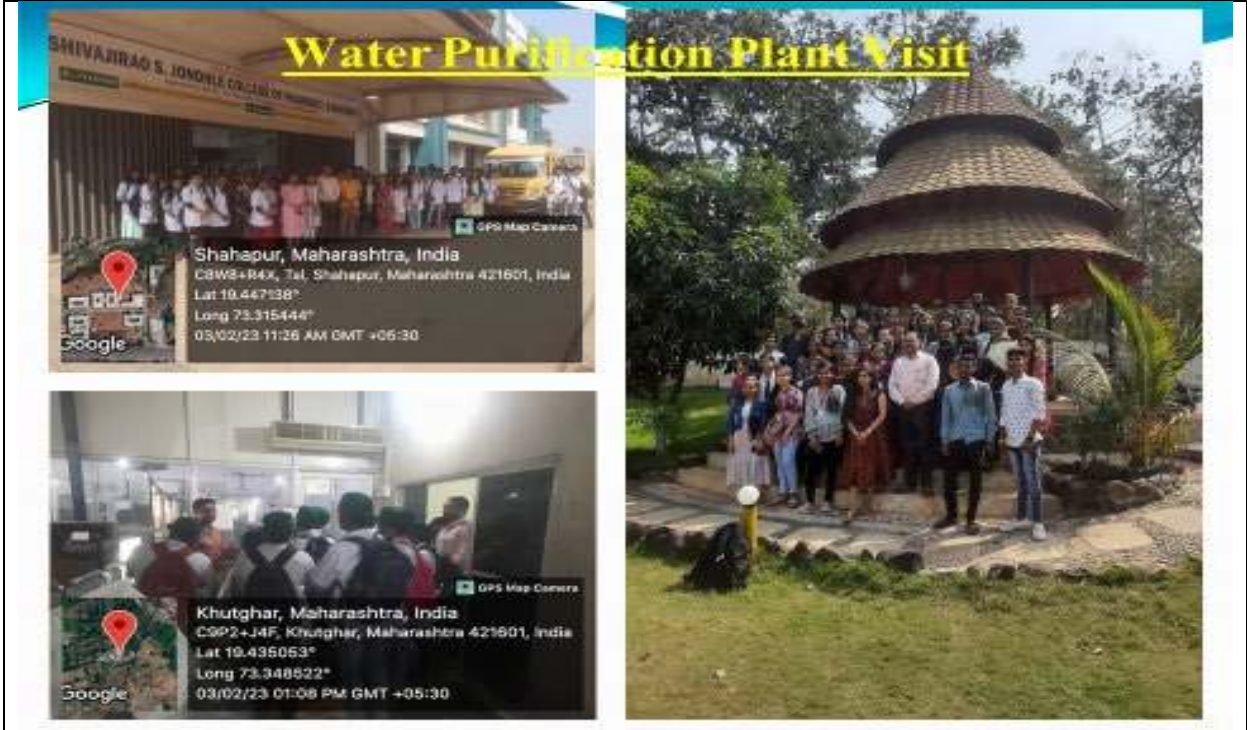 Water Purification Plant Visit
SHIVAJIRAO S. JONDHLE COLLEGE OF PHARMACY
GPS Map Camera
Shahapur, Maharashtra, India
C8W8+R4X, Tal. Shahapur, Maharashtra 421601, India
Lat 19.447138°
Long 73.315444°
03/02/23 11:26 AM GMT +05:30
Google
GPS Map Camera
Khutghar, Maharashtra, India
C9P2+J4F, Khutghar, Maharashtra 421601, India
Lat 19.435053°
Long 73.348522°
03/02/23 01:08 PM GMT +05:30
Google